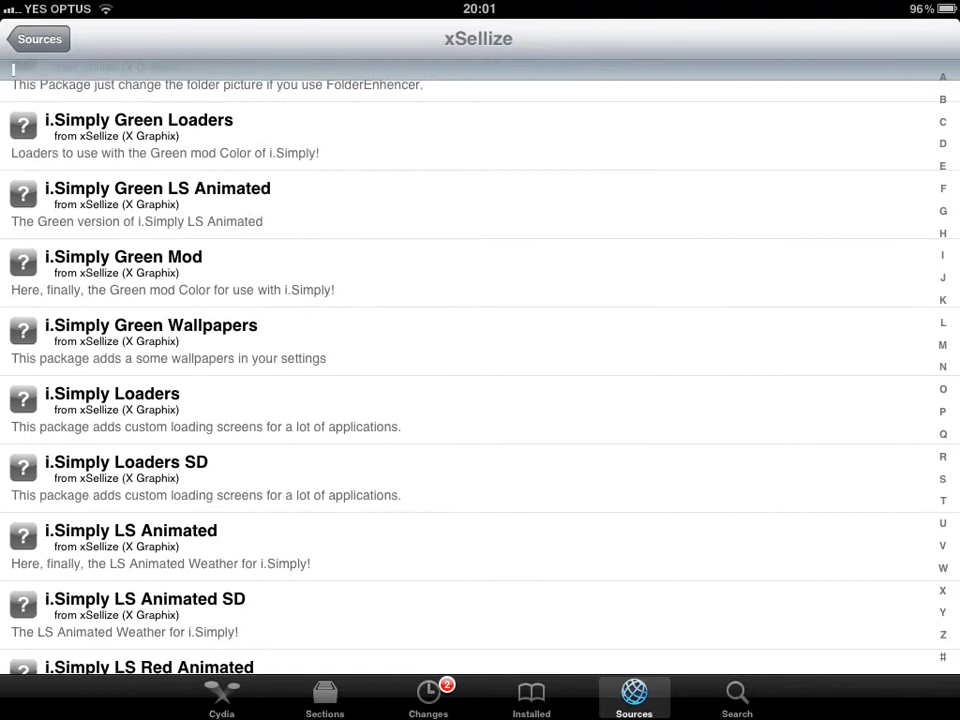 YES OPTUS
20:01
96%
Sources
xSellize
I
This Package just change the folder picture if you use FolderEnhencer.
i.Simply Green Loaders
from xSellize (X Graphix)
Loaders to use with the Green mod Color of i.Simply!
i.Simply Green LS Animated
from xSellize (X Graphix)
The Green version of i.Simply LS Animated
i.Simply Green Mod
from xSellize (X Graphix)
Here, finally, the Green mod Color for use with i.Simply!
i.Simply Green Wallpapers
from xSellize (X Graphix)
This package adds a some wallpapers in your settings
i.Simply Loaders
from xSellize (X Graphix)
This package adds custom loading screens for a lot of applications.
i.Simply Loaders SD
from xSellize (X Graphix)
This package adds custom loading screens for a lot of applications.
i.Simply LS Animated
from xSellize (X Graphix)
Here, finally, the LS Animated Weather for i.Simply!
i.Simply LS Animated SD
from xSellize (X Graphix)
The LS Animated Weather for i.Simply!
i.Simply LS Red Animated
A
B
C
D
E
F
G
H
I
J
K
L
M
N
O
P
Q
R
S
T
U
V
W
X
Y
Z
#
Cydia
Sections
2
Changes
Installed
Sources
Search